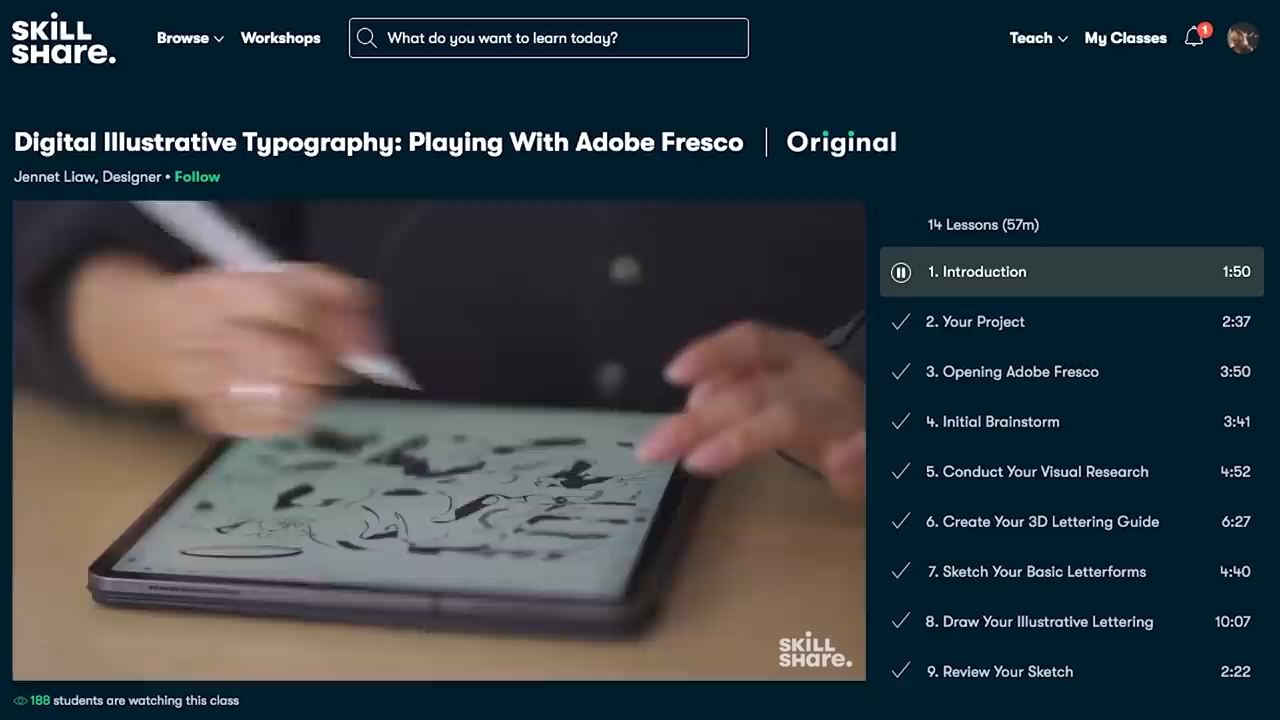 SKILL
SHARE.
Browse
Workshops
What do you want to learn today?
Teach
My Classes
1
Digital Illustrative Typography: Playing With Adobe Fresco | Original
Jennet Liaw, Designer • Follow
14 Lessons (57m)
1. Introduction 1:50
2. Your Project 2:37
3. Opening Adobe Fresco 3:50
4. Initial Brainstorm 3:41
5. Conduct Your Visual Research 4:52
6. Create Your 3D Lettering Guide 6:27
7. Sketch Your Basic Letterforms 4:40
8. Draw Your Illustrative Lettering 10:07
9. Review Your Sketch 2:22
SKILL
SHARE.
188 students are watching this class